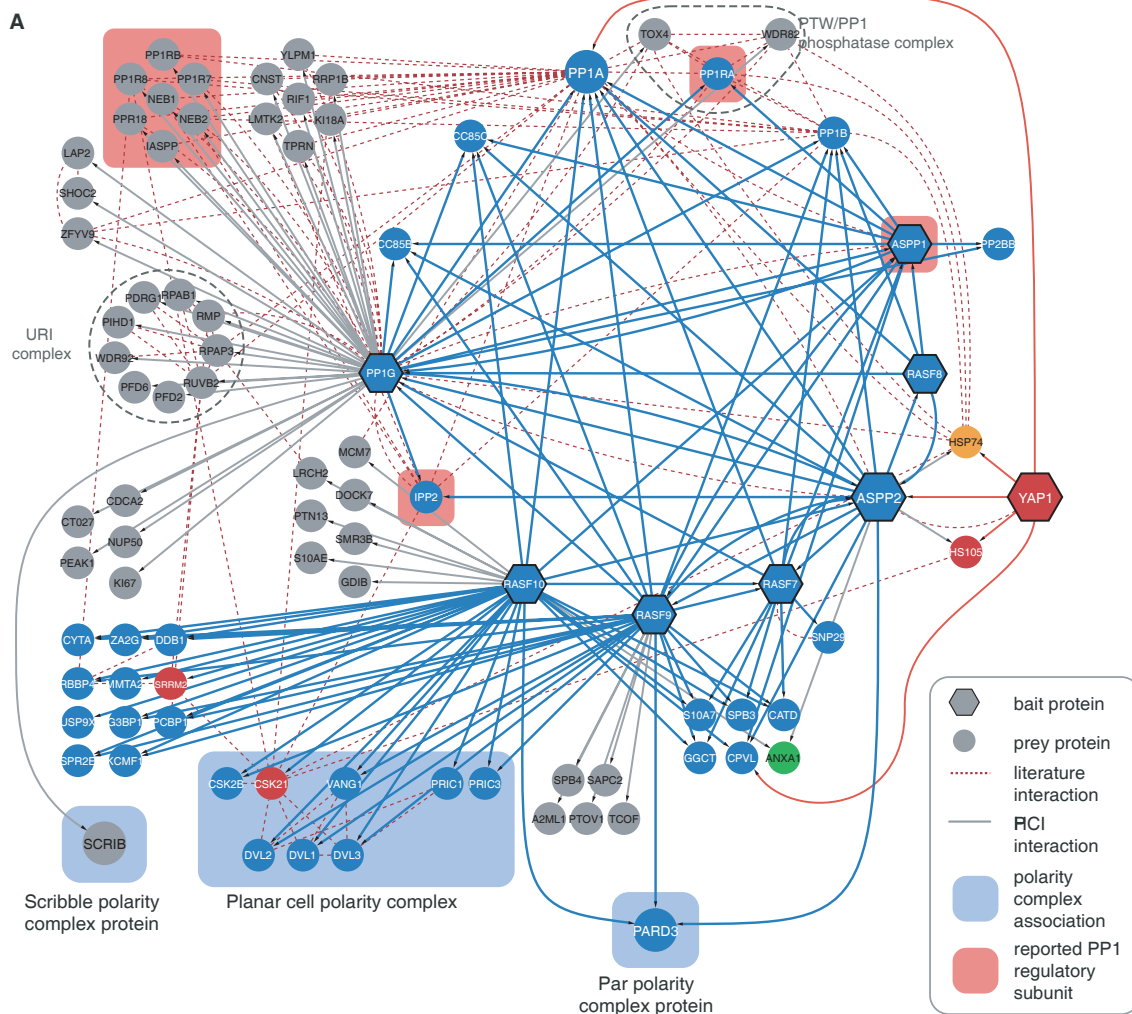 A
PTW/PP1
phosphatase complex
TOX4
WDR82
PP1RA
PP1A
PP1B
CC85C
CC85B
ASPP1
PP2BB
PP1RB
PP1R8
PP1R7
NEB1
PPR18
NEB2
IASPP
YLPM1
CNST
RRP1B
RIF1
LMTK2
KI18A
TPRN
LAP2
SHOC2
ZFYV9
URI
complex
PDRG1
RPAB1
RMP
PIHD1
RPAP3
WDR92
RUVB2
PFD6
PFD2
PP1G
RASF8
HSP74
ASPP2
YAP1
HS105
MCM7
LRCH2
DOCK7
PTN13
SMR3B
S10AE
GDIB
IPP2
CDCA2
CT027
NUP50
PEAK1
KI67
RASF10
RASF9
RASF7
SNP29
CYTA
ZA2G
DDB1
RBBP4
MMTA2
SRRM2
USP9X
G3BP1
PCBP1
SPR2E
KCMF1
S10A7
SPB3
CATD
GGCT
CPVL
ANXA1
CSK2B
CSK21
VANG1
PRIC1
PRIC3
DVL2
DVL1
DVL3
SPB4
SAPC2
A2ML1
PTOV1
TCOF
SCRIB
Scribble polarity
complex protein
Planar cell polarity complex
PARD3
Par polarity
complex protein
bait protein
prey protein
literature
interaction
HCI
interaction
polarity
complex
association
reported PP1
regulatory
subunit